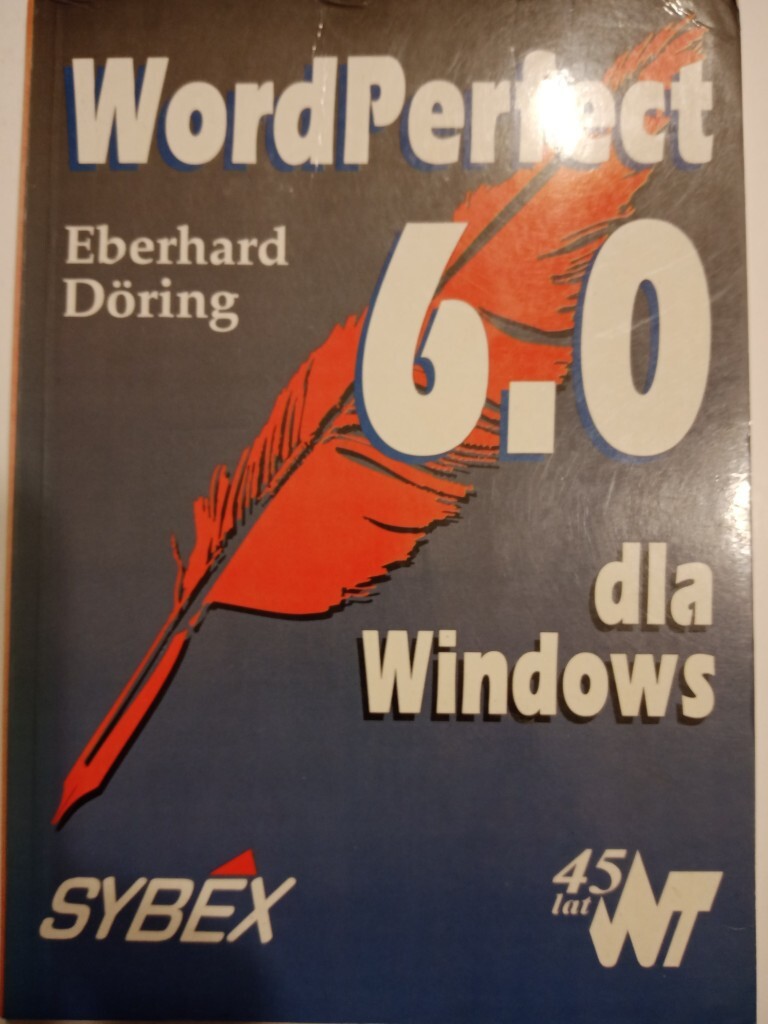 WordPerfect
Eberhard
Döring
6.0
dla
Windows
SYBEX
45
lat
WNT